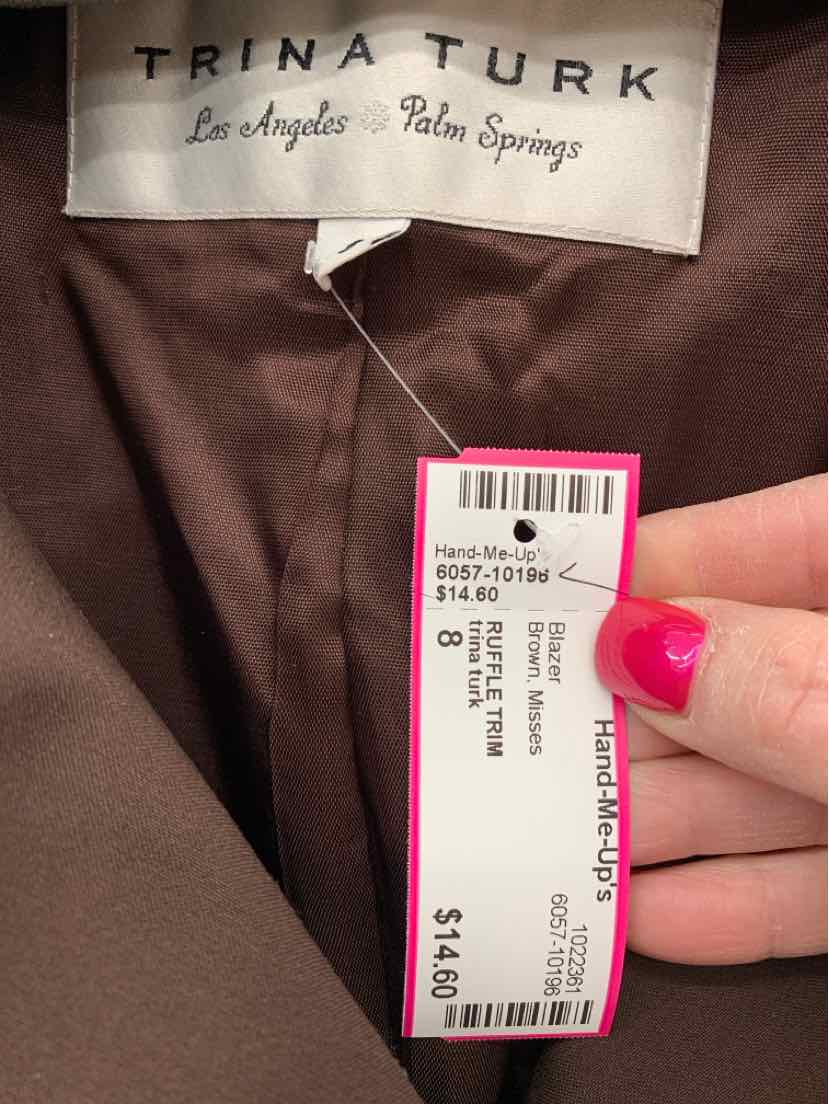 TRINA TURK
Los Angeles Palm Springs
Hand-Me-Up's
6057-10196
$14.60
Hand-Me-Up's
1022361
6057-10196
Blazer
Brown, Misses
RUFFLE TRIM
trina turk
8
$14.60